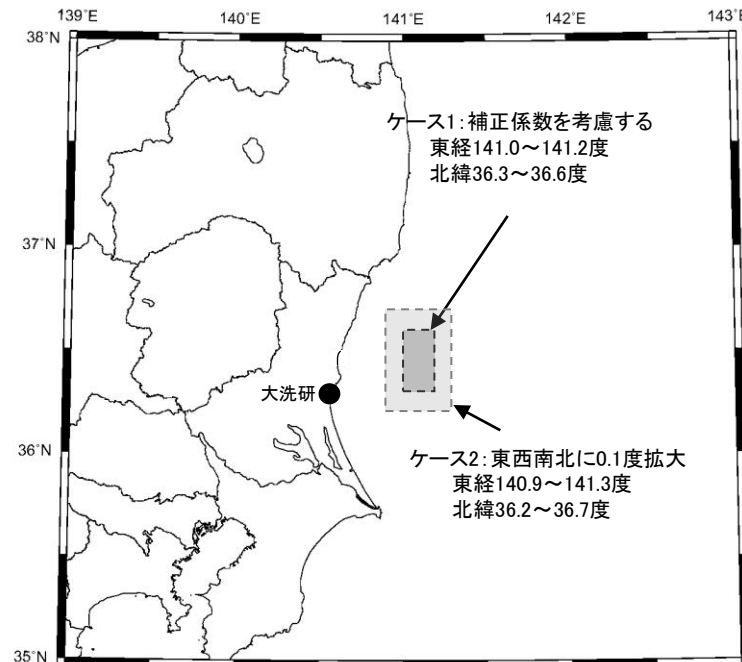 139°E
140°E
141°E
142°E
143°E
38°N
ケース1:補正係数を考慮する
東経141.0～141.2度
北緯36.3～36.6度
37°N
大洗研
36°N
ケース2:東西南北に0.1度拡大
東経140.9～141.3度
北緯36.2～36.7度
35°N